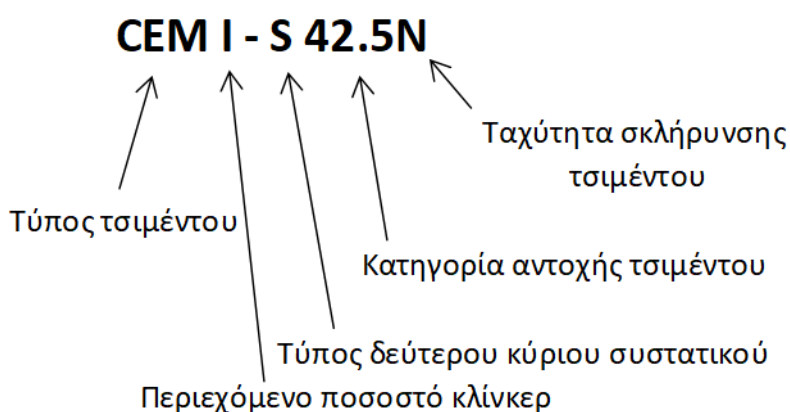 CEM I - S 42.5N
Ταχύτητα σκλήρυνσης
τσιμέντου
Τύπος τσιμέντου
Κατηγορία αντοχής τσιμέντου
Τύπος δεύτερου κύριου συστατικού
Περιεχόμενο ποσοστό κλίνκερ